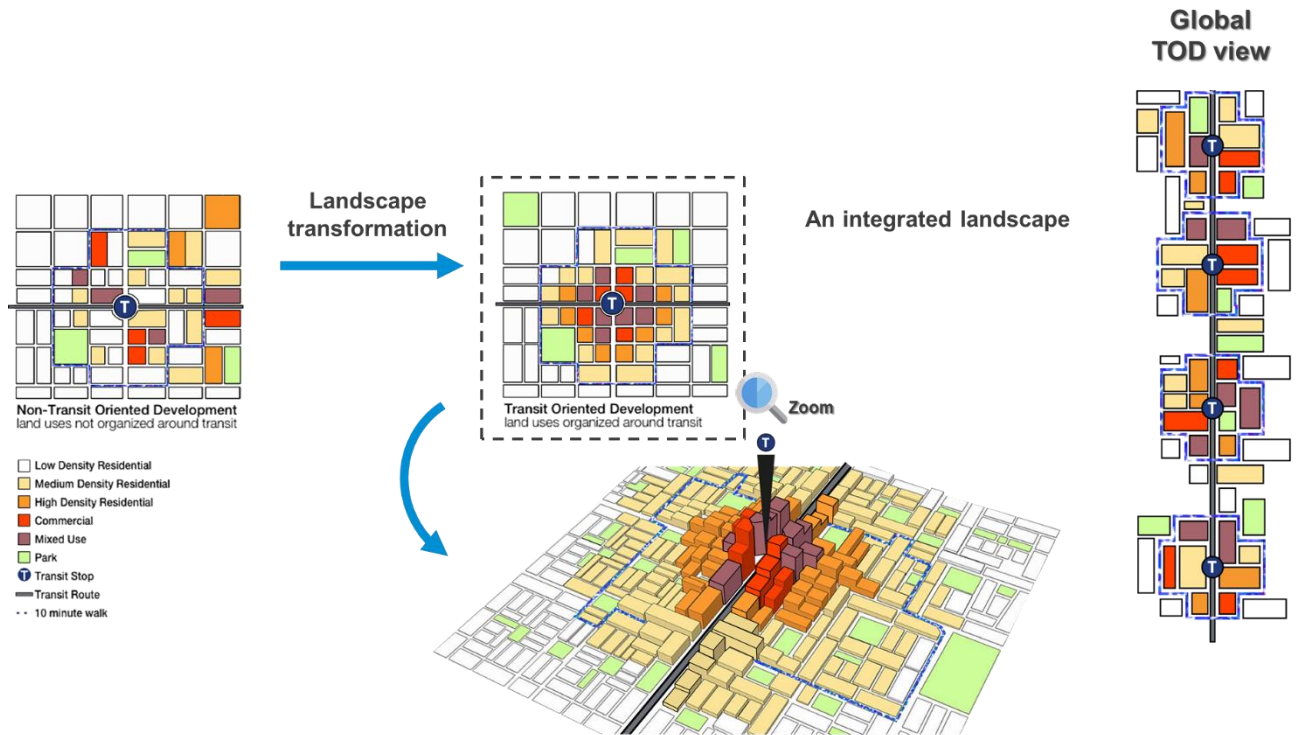 Global
TOD view
Landscape
transformation
An integrated landscape
T
T
T
T
T
T
Non-Transit Oriented Development
land uses not organized around transit
Transit Oriented Development
land uses organized around transit
Zoom
T
Low Density Residential
Medium Density Residential
High Density Residential
Commercial
Mixed Use
Park
T Transit Stop
Transit Route
10 minute walk